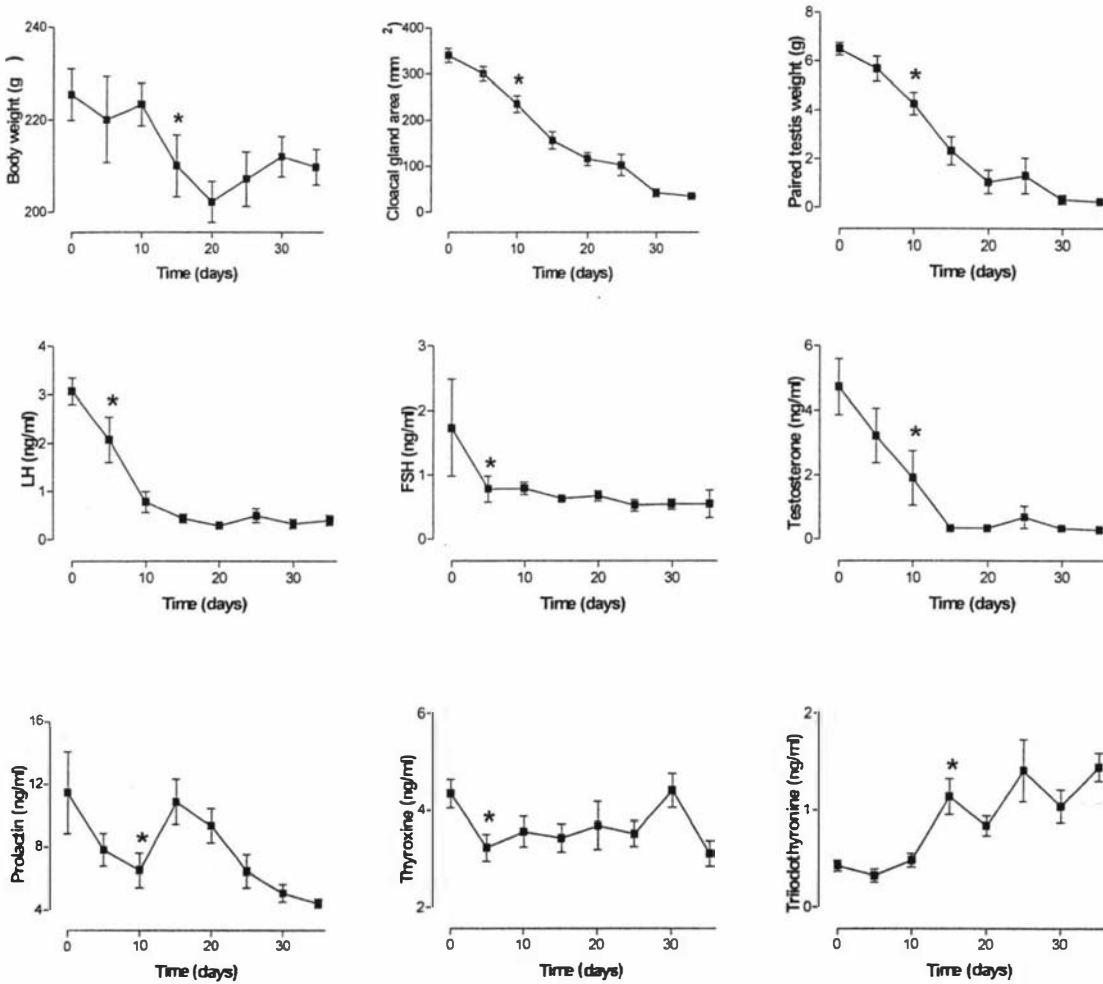 Body weight (g)
240
220
200
*
0 10 20 30
Time (days)
Cloacal gland area (mm²)
400
300
200
100
0
*
0 10 20 30
Time (days)
Paired testis weight (g)
8
6
4
2
0
*
0 10 20 30
Time (days)
LH (ng/ml)
4
3
2
1
0
*
0 10 20 30
Time (days)
FSH (ng/ml)
3
2
1
0
*
0 10 20 30
Time (days)
Testosterone (ng/ml)
6
4
2
0
*
0 10 20 30
Time (days)
Prolactin (ng/ml)
16
12
8
4
*
0 10 20 30
Time (days)
Thyroxine (ng/ml)
6
4
2
*
0 10 20 30
Time (days)
Triiodothyronine (ng/ml)
2
1
0
*
0 10 20 30
Time (days)